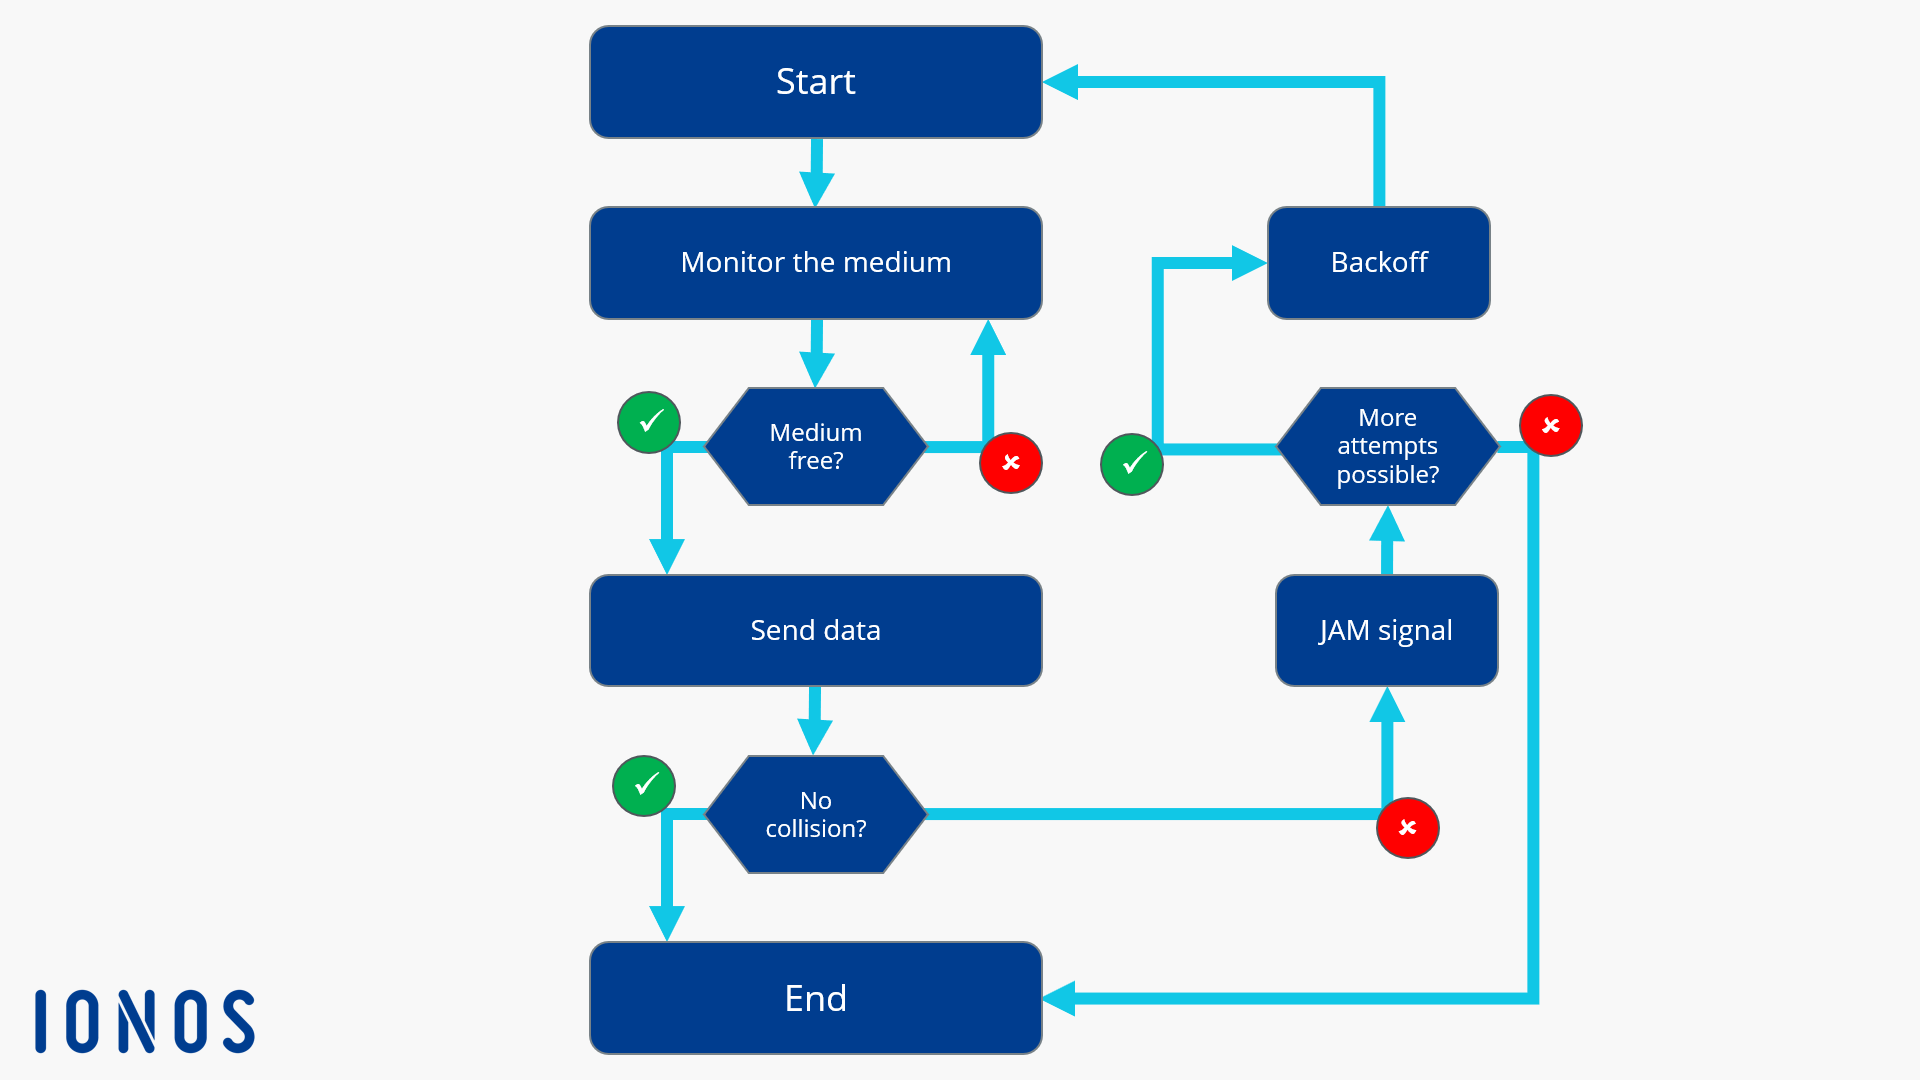 Start
Monitor the medium
Backoff
Medium
free?
More
attempts
possible?
Send data
JAM signal
No
collision?
End
IONOS